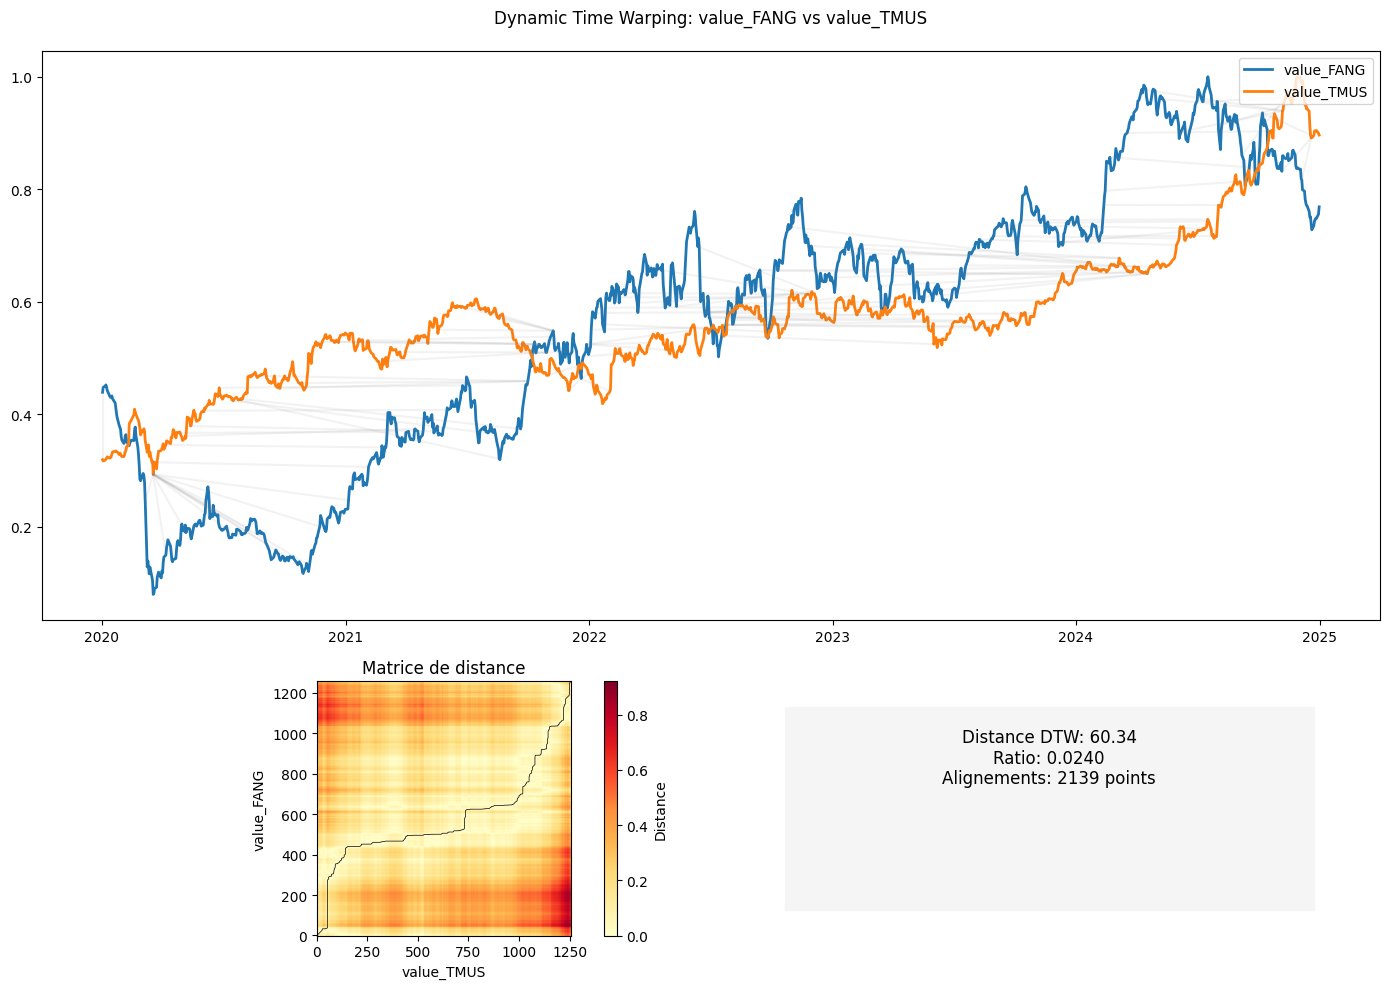 Dynamic Time Warping: value_FANG vs value_TMUS
value_FANG
value_TMUS
1.0
0.8
0.6
0.4
0.2
2020 2021 2022 2023 2024 2025
Matrice de distance
value_FANG
1200
1000
800
600
400
200
0
0 250 500 750 1000 1250
value_TMUS
0.8
0.6
0.4
0.2
0.0
Distance
Distance DTW: 60.34
Ratio: 0.0240
Alignements: 2139 points